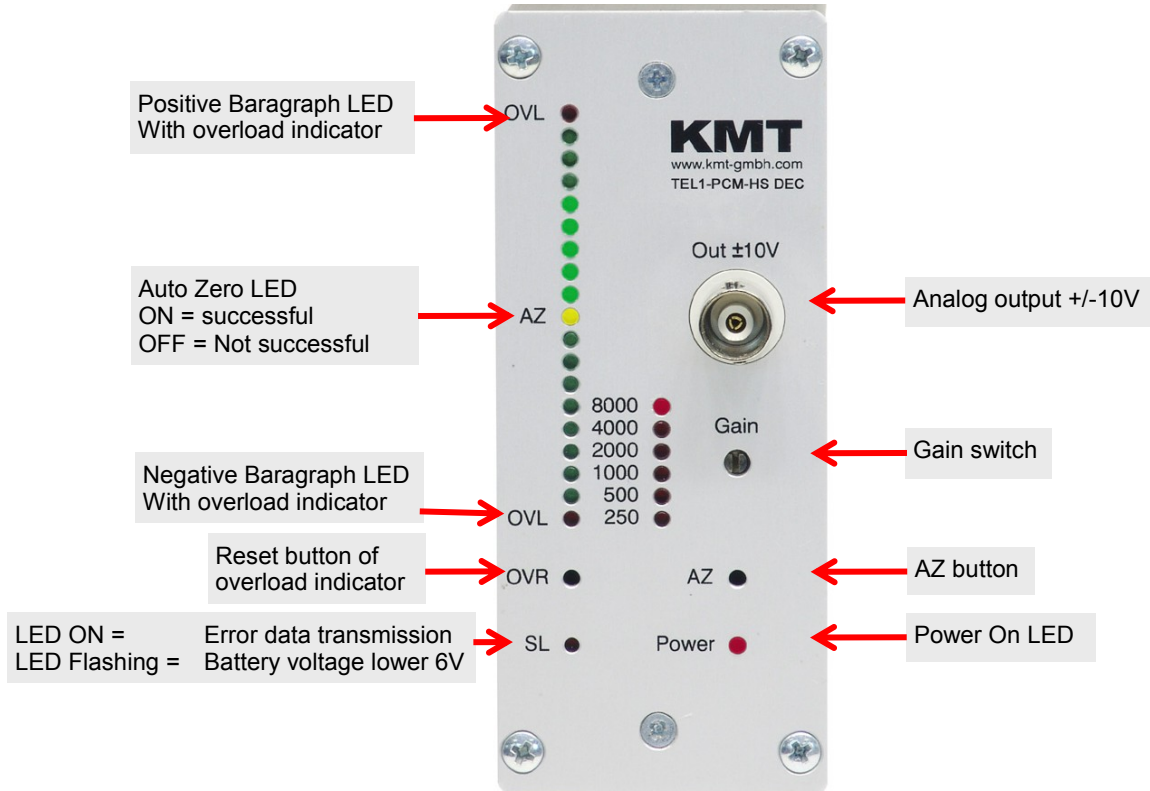 Positive Baragraph LED
With overload indicator
OVL
KMT
www.kmt-gmbh.com
TEL1-PCM-HS DEC
Out ±10V
Auto Zero LED
ON = successful
OFF = Not successful
AZ
Analog output +/-10V
8000
4000
2000
1000
500
250
Gain
Gain switch
Negative Baragraph LED
With overload indicator
OVL
Reset button of
overload indicator
OVR
AZ
AZ button
LED ON = Error data transmission
LED Flashing = Battery voltage lower 6V
SL
Power
Power On LED